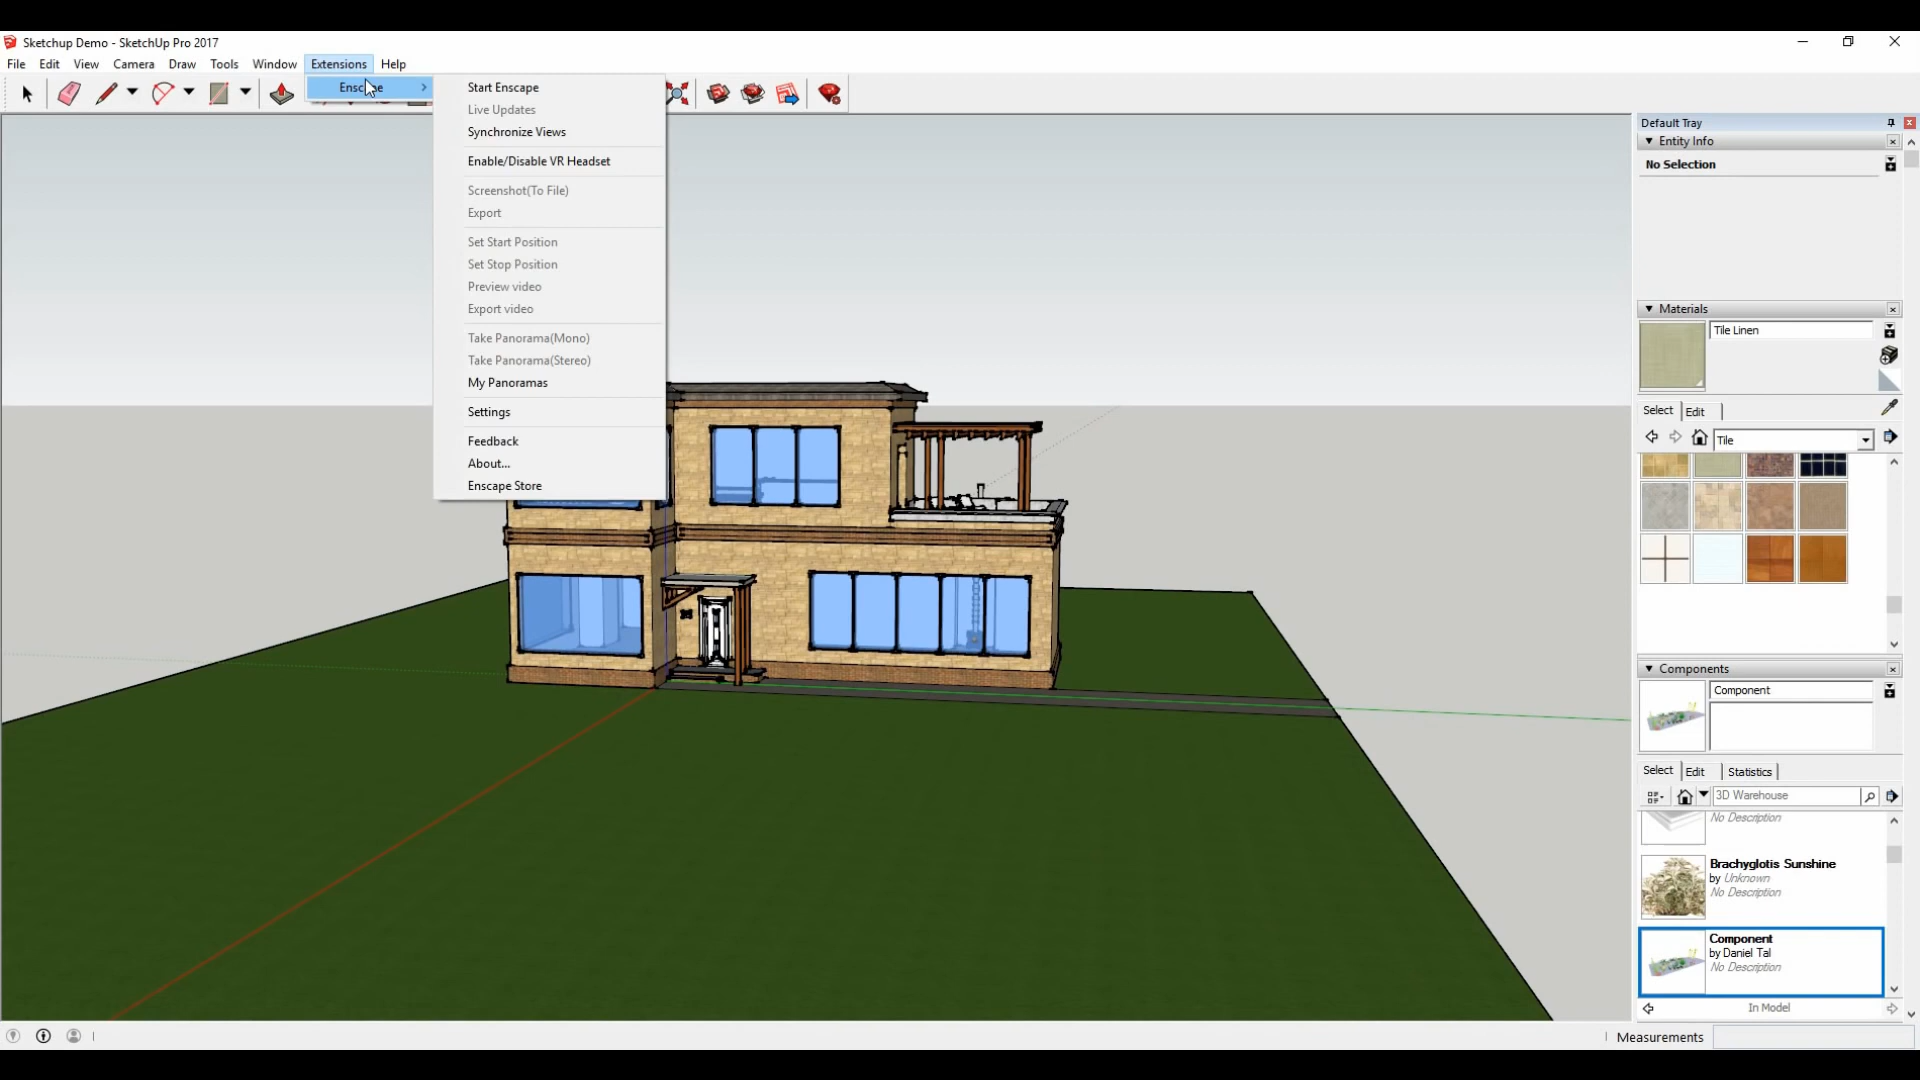 Sketchup Demo - SketchUp Pro 2017
File Edit View Camera Draw Tools Window Extensions Help
Enscape
Start Enscape
Live Updates
Synchronize Views
Enable/Disable VR Headset
Screenshot(To File)
Export
Set Start Position
Set Stop Position
Preview video
Export video
Take Panorama(Mono)
Take Panorama(Stereo)
My Panoramas
Settings
Feedback
About...
Enscape Store
Default Tray
Entity Info
No Selection
Materials
Tile Linen
Select Edit
Tile
Components
Component
Select Edit Statistics
3D Warehouse
No Description
Brachyglotis Sunshine
by Unknown
No Description
Component
by Daniel Tal
No Description
In Model
Measurements